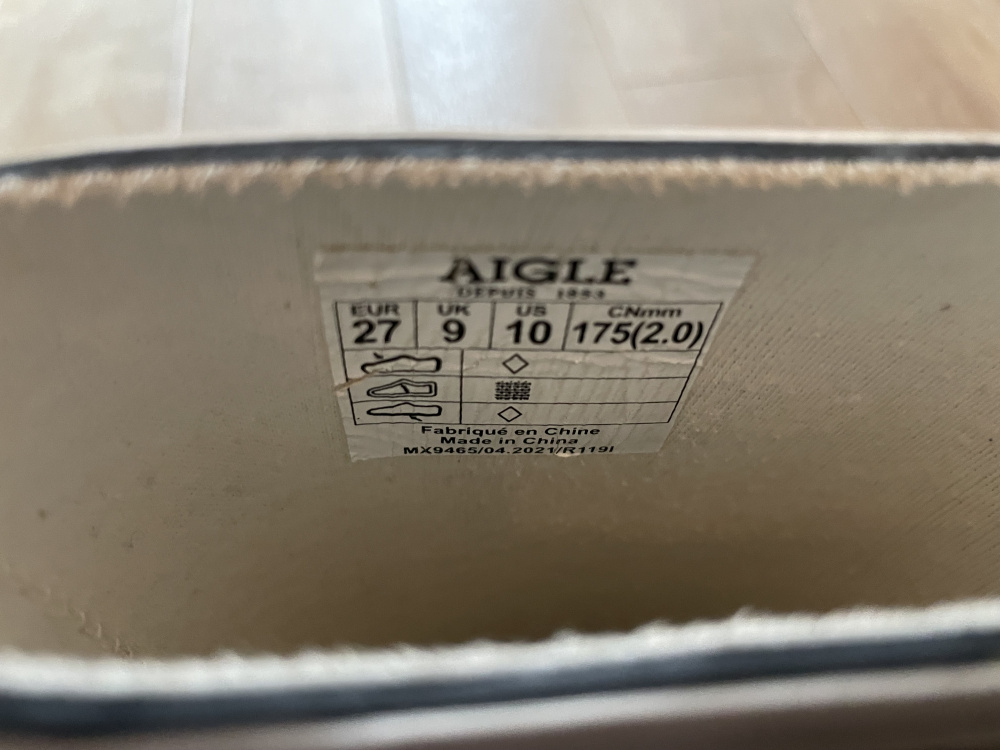 AIGLE
DEPUIS 1853
EUR UK US CNmm
27 9 10 175(2.0)
Fabriqué en Chine
Made in China
MX9465/04.2021/R119I